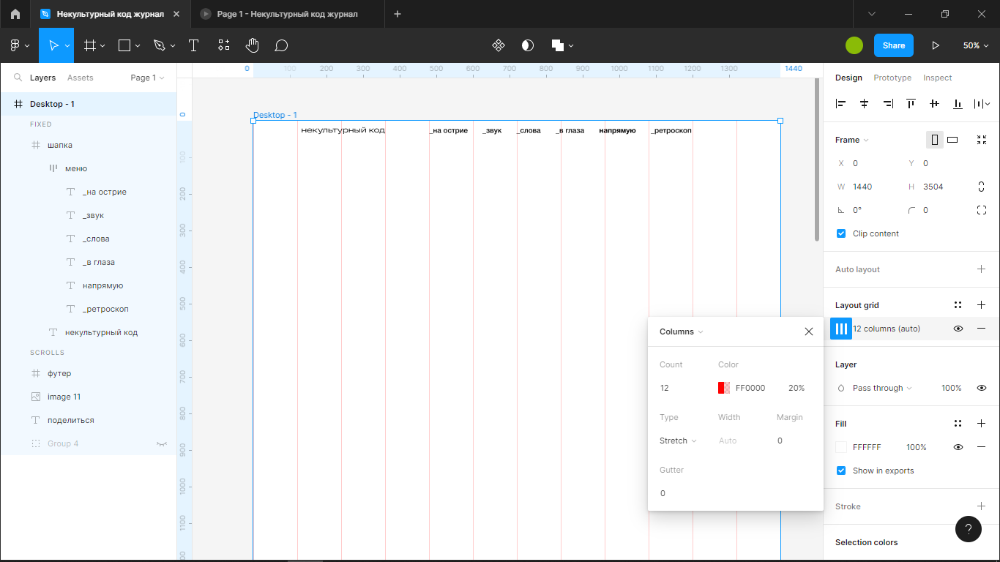 Некультурный код журнал
Page 1 - Некультурный код журнал
Share
50%
Layers Assets Page 1
Desktop - 1
FIXED
шапка
меню
_на острие
_звук
_слова
_в глаза
напрямую
_ретроскоп
некультурный код
SCROLLS
футер
image 11
поделиться
Group 4
0 100 200 300 400 500 600 700 800 900 1000 1100 1200 1300 1440
0
100
200
300
400
500
600
700
800
900
1000
1100
Desktop - 1
некультурный код _на острие _звук _слова _в глаза напрямую _ретроскоп
Columns
Count Color
12 FF0000 20%
Type Width Margin
Stretch Auto 0
Gutter
0
Design Prototype Inspect
Frame
X 0 Y 0
W 1440 H 3504
0° 0
Clip content
Auto layout
Layout grid
12 columns (auto)
Layer
Pass through 100%
Fill
FFFFFF 100%
Show in exports
Stroke
?
Selection colors